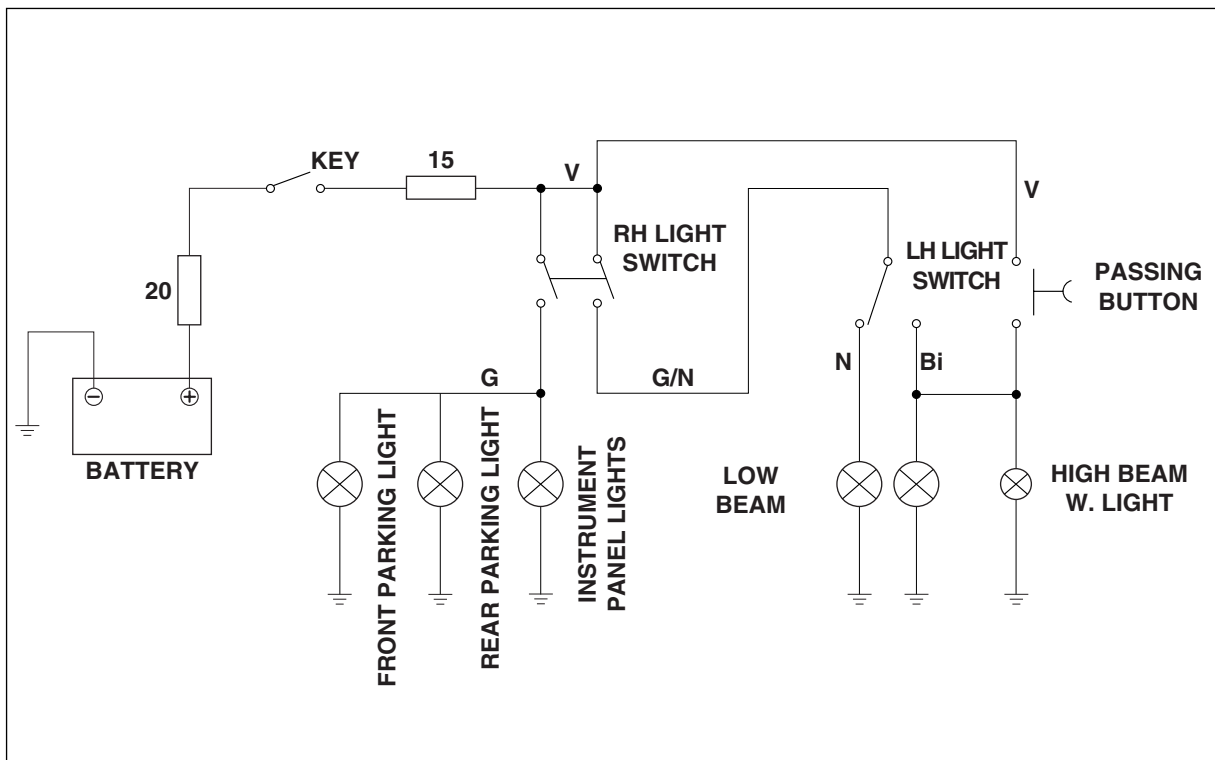 KEY
15
V
V
RH LIGHT
SWITCH
LH LIGHT
SWITCH
PASSING
BUTTON
20
N
Bi
G
G/N
−
+
BATTERY
FRONT PARKING LIGHT
REAR PARKING LIGHT
INSTRUMENT
PANEL LIGHTS
LOW
BEAM
HIGH BEAM
W. LIGHT